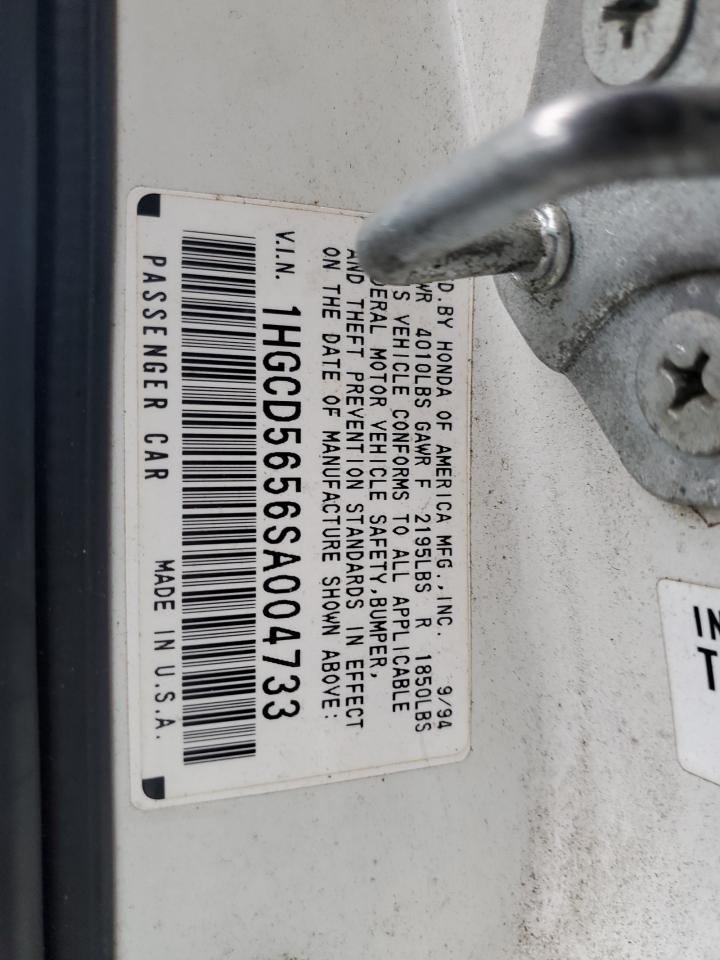 D.BY HONDA OF AMERICA MFG., INC. 9/94
WR 4010LBS GAWR F 2195LBS R 1850LBS
S VEHICLE CONFORMS TO ALL APPLICABLE
DERAL MOTOR VEHICLE SAFETY,BUMPER,
AND THEFT PREVENTION STANDARDS IN EFFECT
ON THE DATE OF MANUFACTURE SHOWN ABOVE:
V.I.N. 1HGCD5656SA004733
PASSENGER CAR MADE IN U.S.A.
IN
T